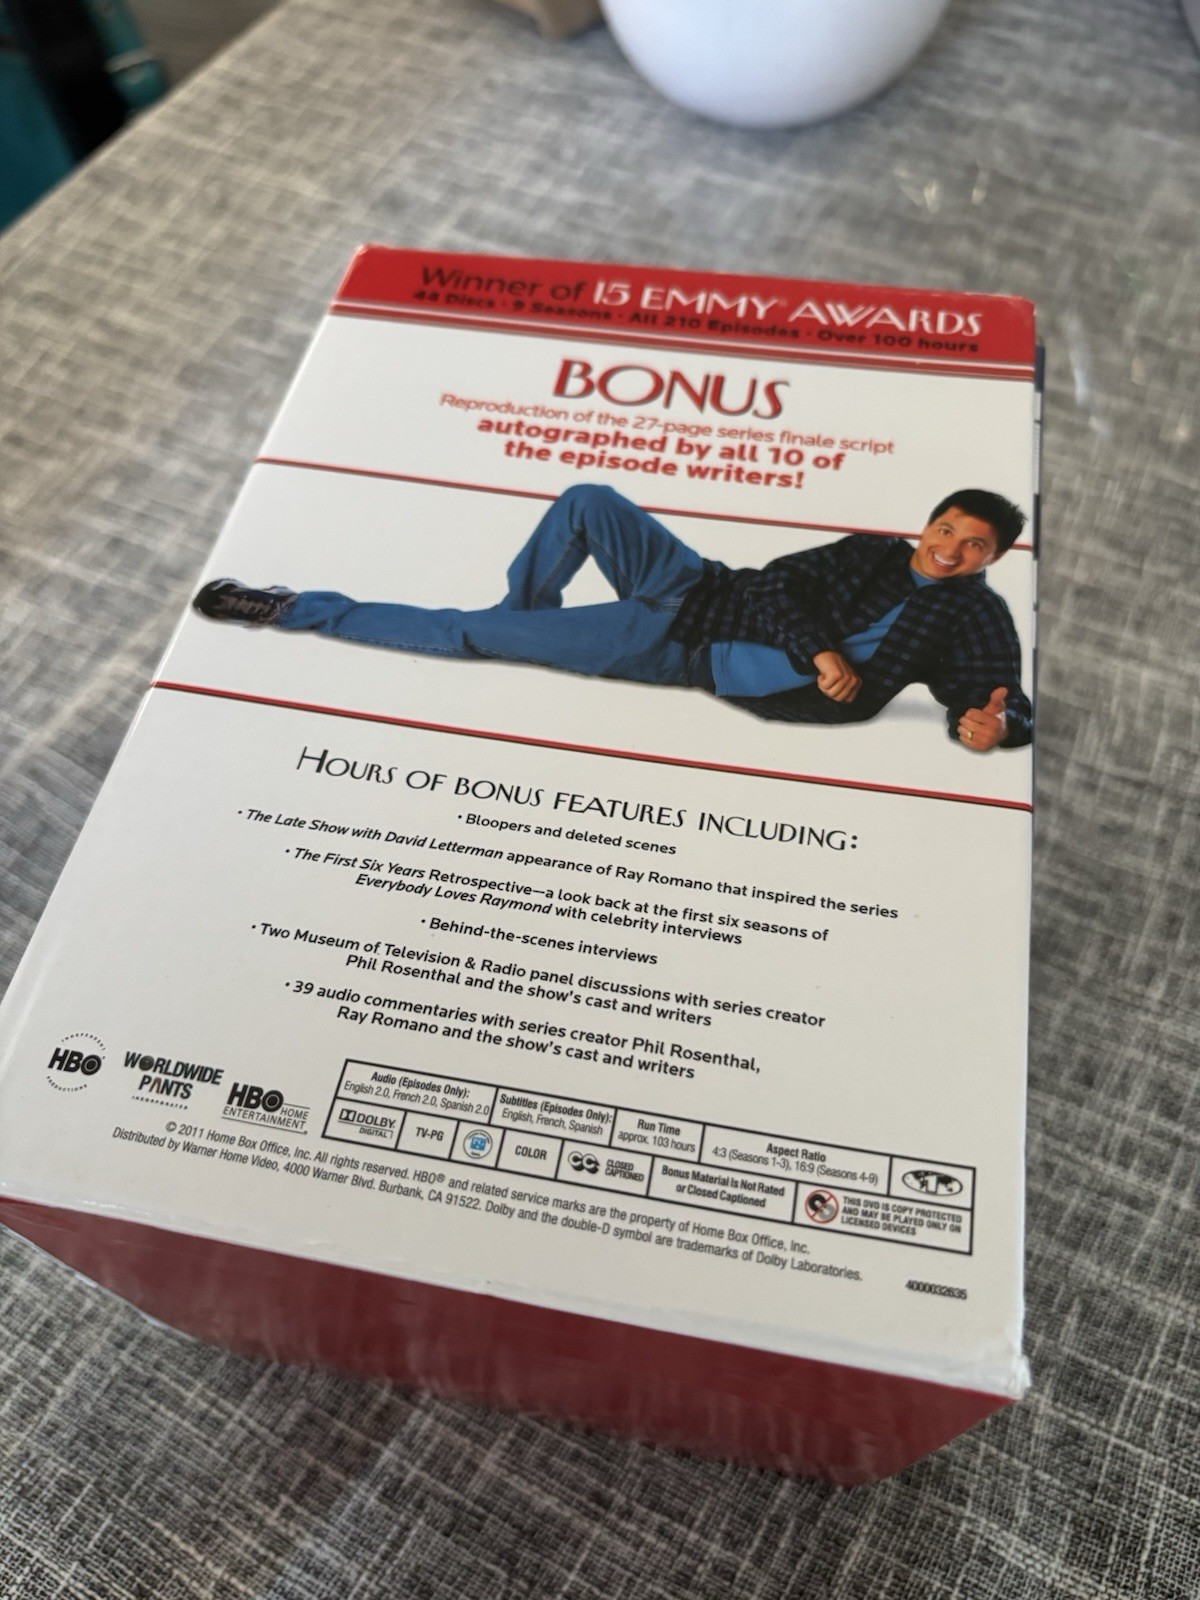 Winner of 15 EMMY® AWARDS
44 Discs · 9 Seasons · All 210 Episodes · Over 100 hours
BONUS
Reproduction of the 27-page series finale script
autographed by all 10 of
the episode writers!
HOURS OF BONUS FEATURES INCLUDING:
· Bloopers and deleted scenes
· The Late Show with David Letterman appearance of Ray Romano that inspired the series
· The First Six Years Retrospective—a look back at the first six seasons of
Everybody Loves Raymond with celebrity interviews
· Behind-the-scenes interviews
· Two Museum of Television & Radio panel discussions with series creator
Phil Rosenthal and the show's cast and writers
· 39 audio commentaries with series creator Phil Rosenthal,
Ray Romano and the show's cast and writers
INDEPENDENT
HBO
PRODUCTIONS
WORLDWIDE
PANTS
INCORPORATED
HBO HOME
ENTERTAINMENT
Audio (Episodes Only):
English 2.0, French 2.0, Spanish 2.0
Subtitles (Episodes Only):
English, French, Spanish
Run Time
approx. 103 hours
Aspect Ratio
4:3 (Seasons 1-3), 16:9 (Seasons 4-9)
1
DOLBY
DIGITAL
TV-PG
COLOR
CC CLOSED
CAPTIONED
Bonus Material Is Not Rated
or Closed Captioned
THIS DVD IS COPY PROTECTED
AND MAY BE PLAYED ONLY ON
LICENSED DEVICES
© 2011 Home Box Office, Inc. All rights reserved. HBO® and related service marks are the property of Home Box Office, Inc.
Distributed by Warner Home Video, 4000 Warner Blvd. Burbank, CA 91522. Dolby and the double-D symbol are trademarks of Dolby Laboratories.
4000032635